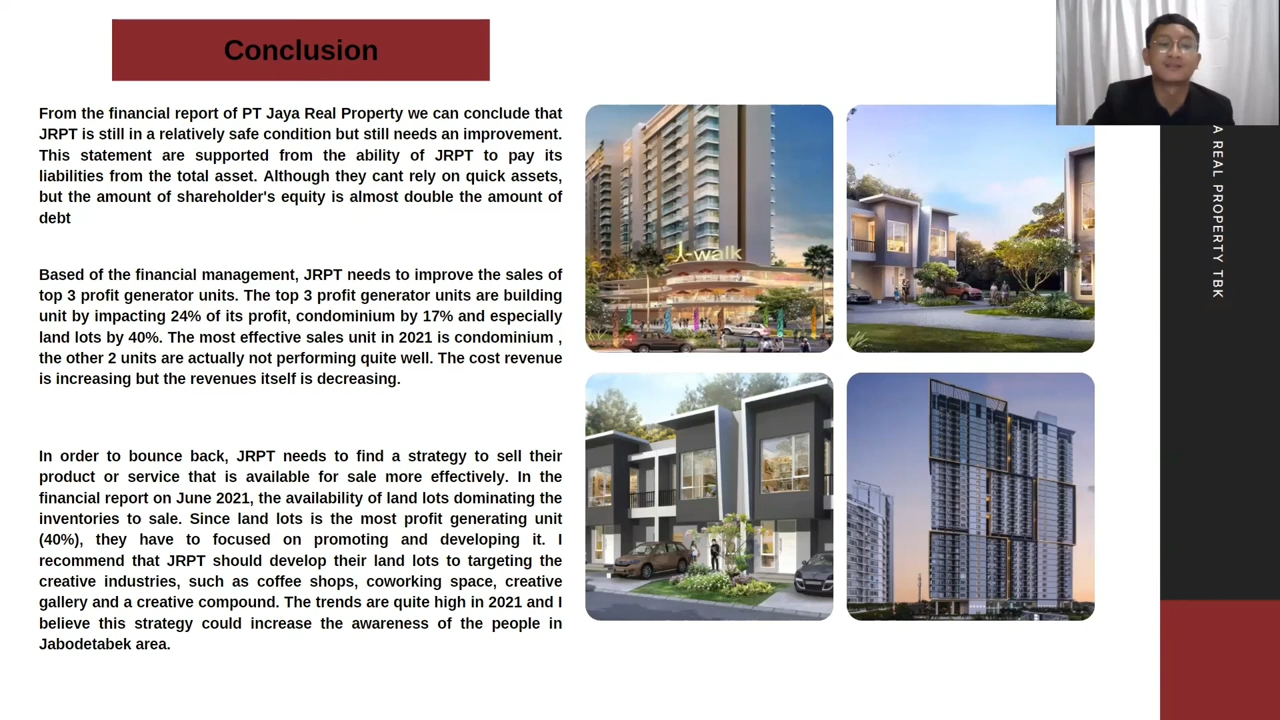 Conclusion
From the financial report of PT Jaya Real Property we can conclude that
JRPT is still in a relatively safe condition but still needs an improvement.
This statement are supported from the ability of JRPT to pay its
liabilities from the total asset. Although they cant rely on quick assets,
but the amount of shareholder's equity is almost double the amount of
debt
Based of the financial management, JRPT needs to improve the sales of
top 3 profit generator units. The top 3 profit generator units are building
unit by impacting 24% of its profit, condominium by 17% and especially
land lots by 40%. The most effective sales unit in 2021 is condominium ,
the other 2 units are actually not performing quite well. The cost revenue
is increasing but the revenues itself is decreasing.
In order to bounce back, JRPT needs to find a strategy to sell their
product or service that is available for sale more effectively. In the
financial report on June 2021, the availability of land lots dominating the
inventories to sale. Since land lots is the most profit generating unit
(40%), they have to focused on promoting and developing it. I
recommend that JRPT should develop their land lots to targeting the
creative industries, such as coffee shops, coworking space, creative
gallery and a creative compound. The trends are quite high in 2021 and I
believe this strategy could increase the awareness of the people in
Jabodetabek area.
J-walk
A REAL PROPERTY TBK